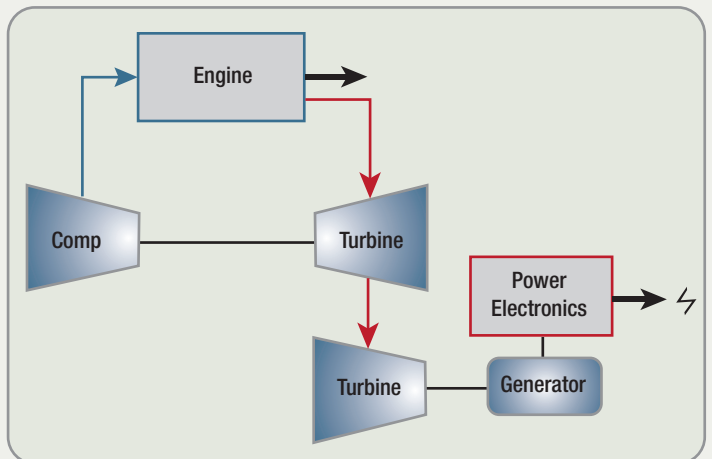 Engine
Comp
Turbine
Power
Electronics
Turbine
Generator